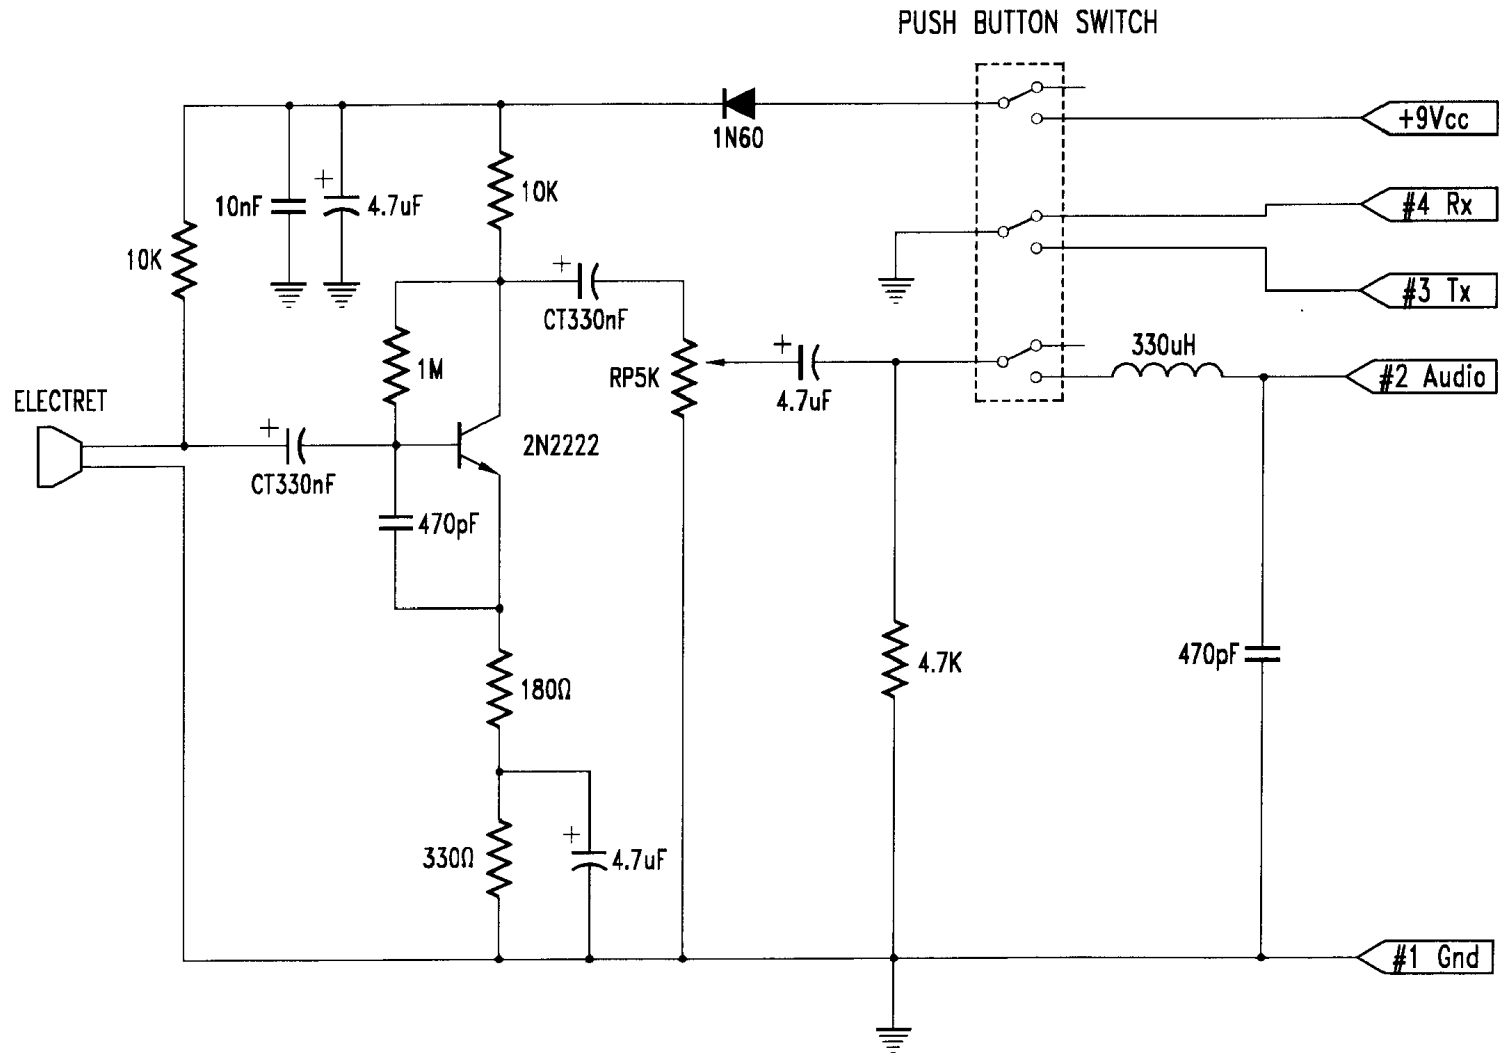 PUSH BUTTON SWITCH
+9Vcc
1N60
10K
10nF
+
4.7uF
#4 Rx
10K
+
CT330nF
#3 Tx
1M
RP5K
+
4.7uF
330uH
#2 Audio
ELECTRET
+
CT330nF
2N2222
470pF
180Ω
4.7K
470pF
330Ω
+
4.7uF
#1 Gnd